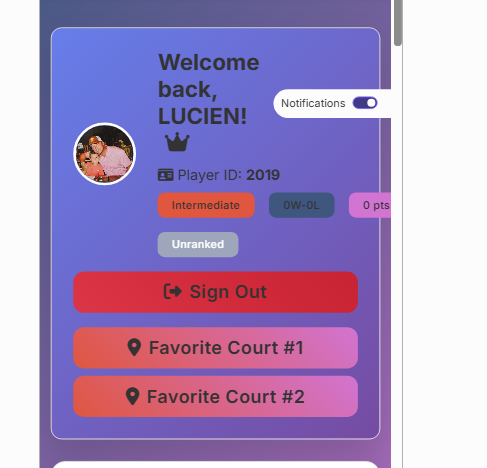 Welcome
back,
LUCIEN!
Notifications
Player ID: 2019
Intermediate 0W-0L 0 pts
Unranked
Sign Out
Favorite Court #1
Favorite Court #2